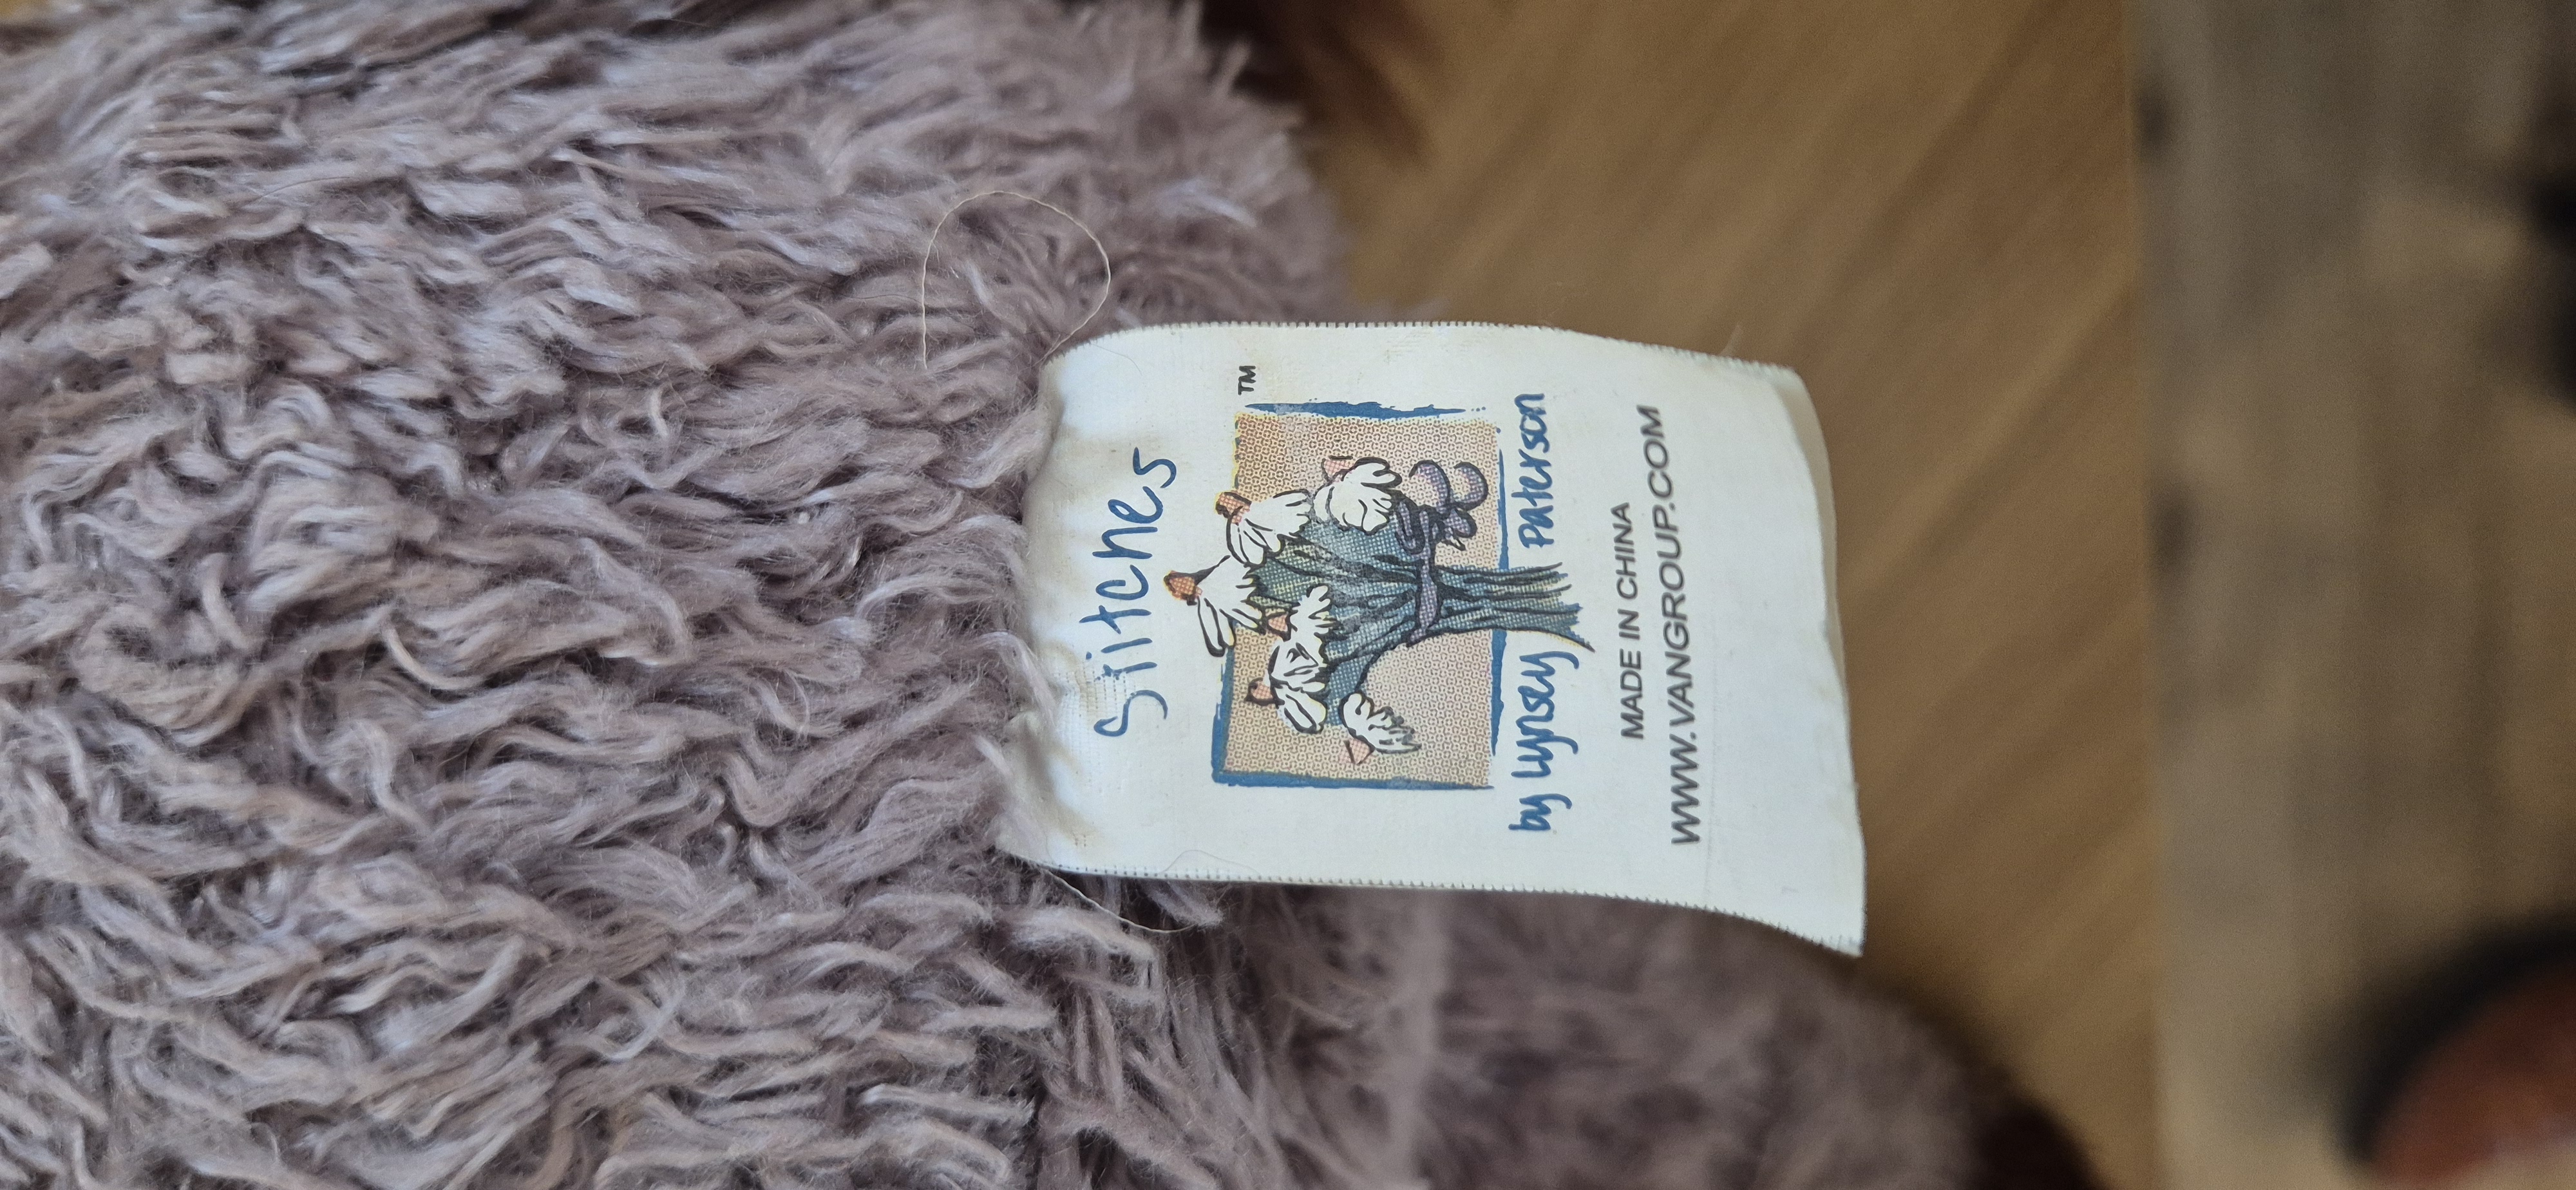 Stitches
TM
by Lynsey Paterson
MADE IN CHINA
WWW.VANGROUP.COM